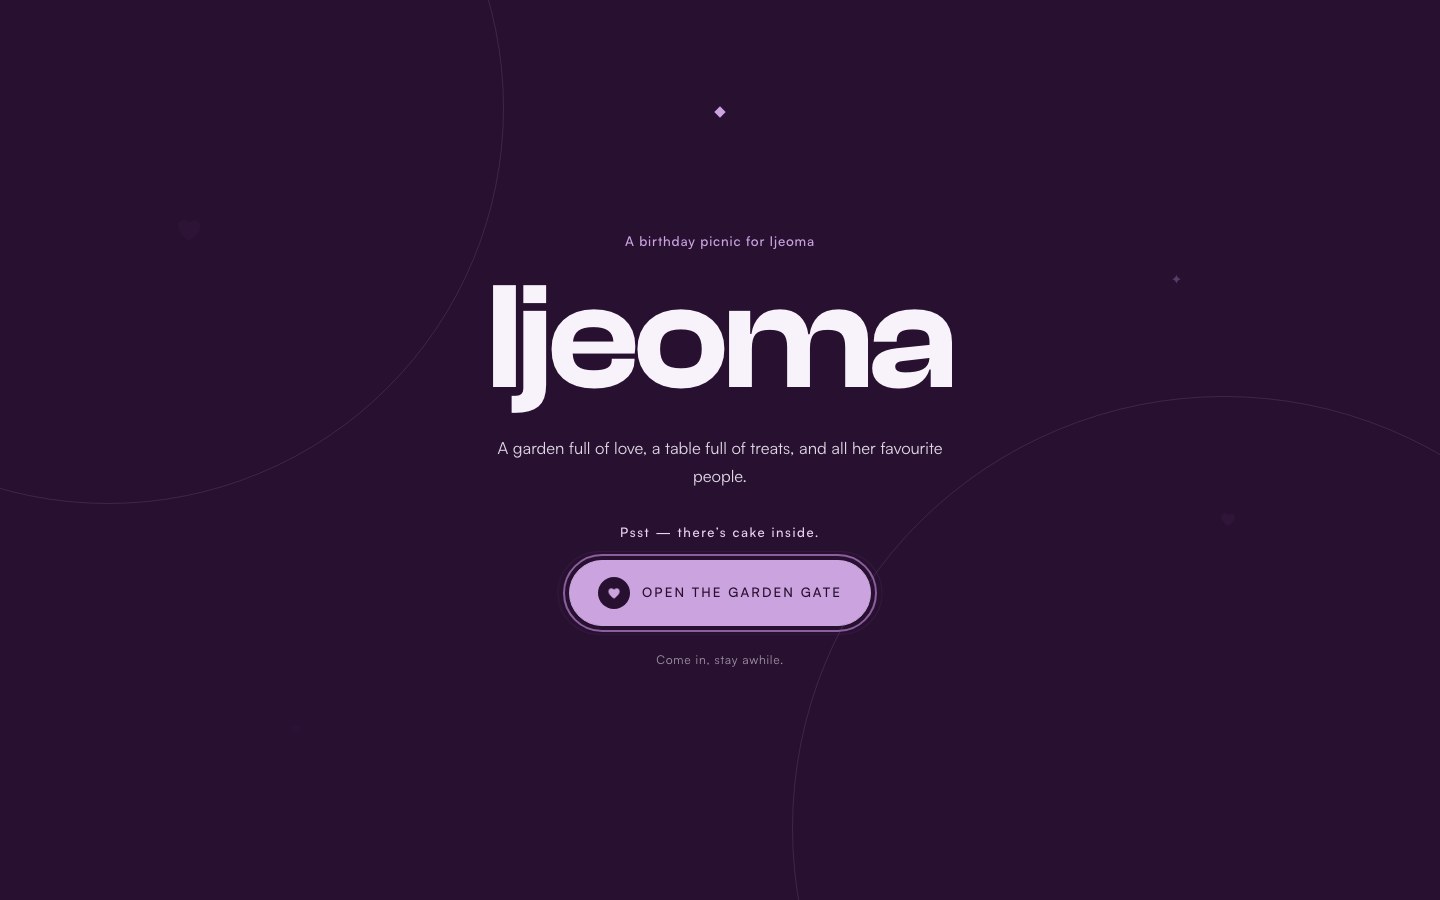 A birthday picnic for Ijeoma
Ijeoma
A garden full of love, a table full of treats, and all her favourite
people.
Psst — there’s cake inside.
OPEN THE GARDEN GATE
Come in, stay awhile.